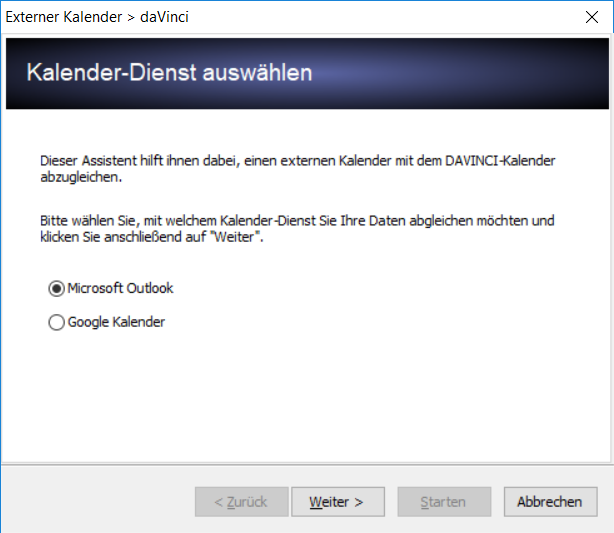 Externer Kalender > daVinci
Kalender-Dienst auswählen
Dieser Assistent hilft ihnen dabei, einen externen Kalender mit dem DAVINCI-Kalender
abzugleichen.
Bitte wählen Sie, mit welchem Kalender-Dienst Sie Ihre Daten abgleichen möchten und
klicken Sie anschließend auf "Weiter".
Microsoft Outlook
Google Kalender
< Zurück Weiter > Starten Abbrechen